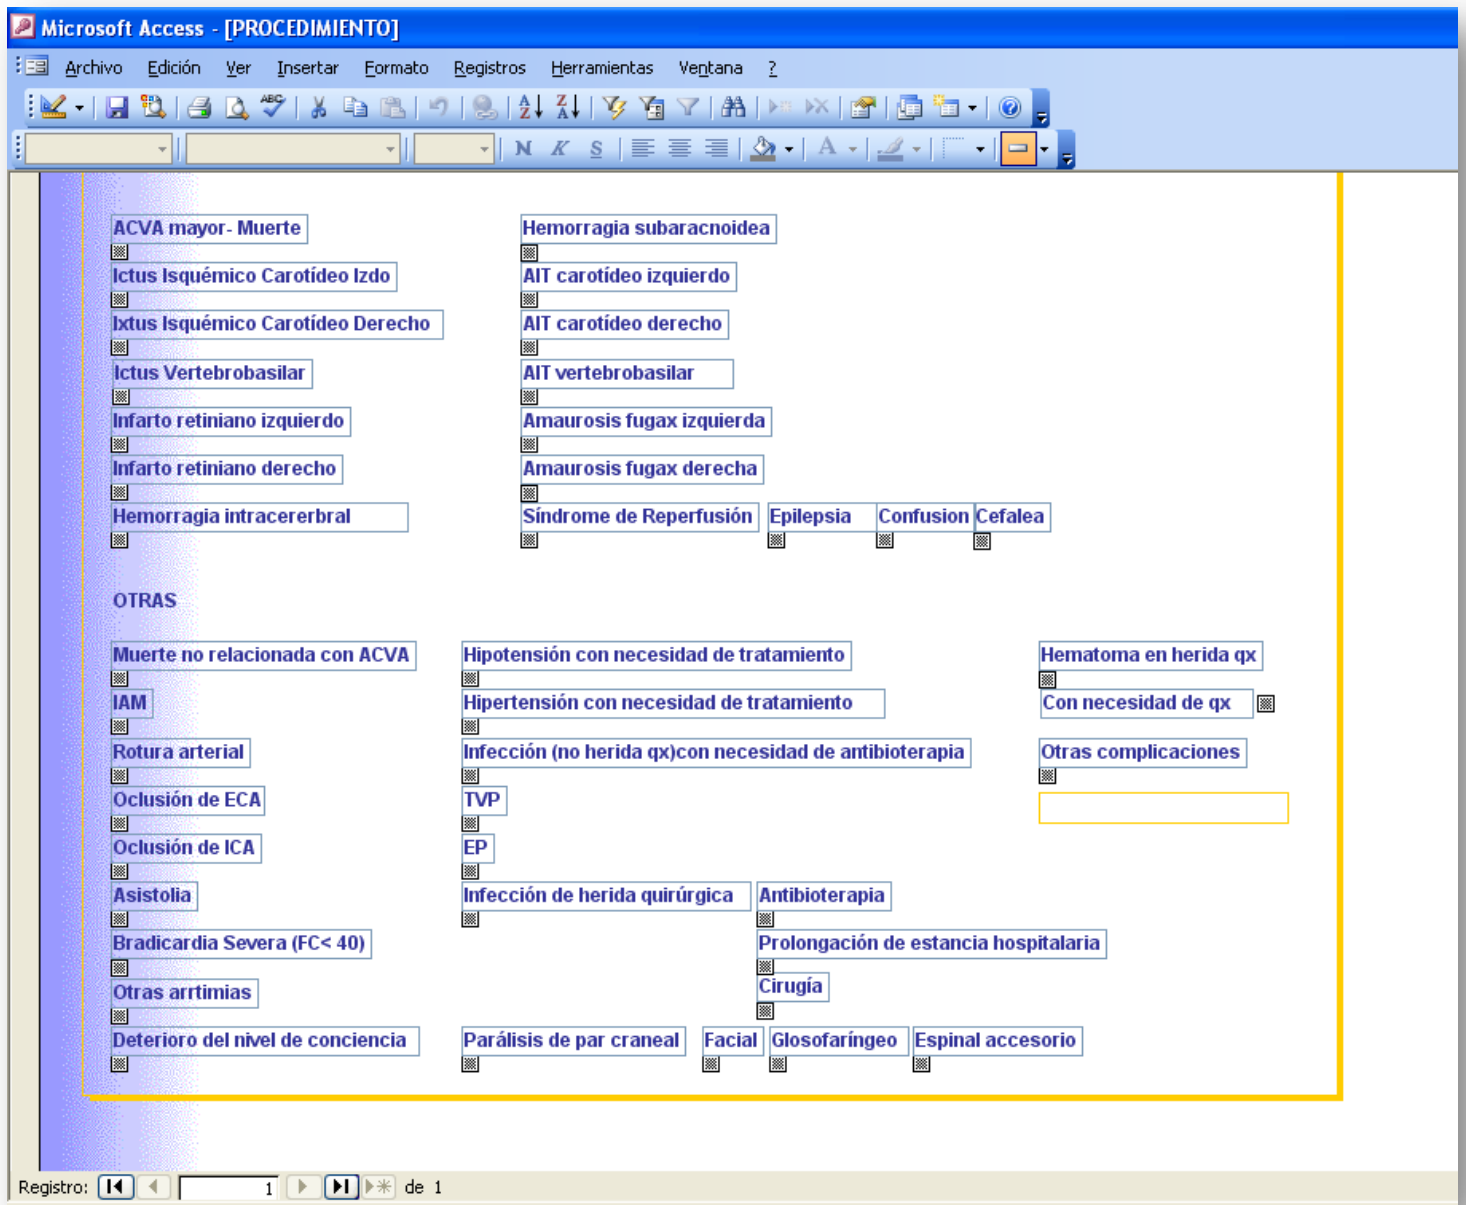 Microsoft Access - [PROCEDIMIENTO]
Archivo Edición Ver Insertar Formato Registros Herramientas Ventana ?
N K S A
ACVA mayor- Muerte Hemorragia subaracnoidea
Ictus Isquémico Carotídeo Izdo AIT carotídeo izquierdo
Ixtus Isquémico Carotídeo Derecho AIT carotídeo derecho
Ictus Vertebrobasilar AIT vertebrobasilar
Infarto retiniano izquierdo Amaurosis fugax izquierda
Infarto retiniano derecho Amaurosis fugax derecha
Hemorragia intracererbral Síndrome de Reperfusión Epilepsia Confusion Cefalea
OTRAS
Muerte no relacionada con ACVA Hipotensión con necesidad de tratamiento Hematoma en herida qx
IAM Hipertensión con necesidad de tratamiento Con necesidad de qx
Rotura arterial Infección (no herida qx)con necesidad de antibioterapia Otras complicaciones
Oclusión de ECA TVP
Oclusión de ICA EP
Asistolia Infección de herida quirúrgica Antibioterapia
Bradicardia Severa (FC< 40) Prolongación de estancia hospitalaria
Otras arrtimias Cirugía
Deterioro del nivel de conciencia Parálisis de par craneal Facial Glosofaríngeo Espinal accesorio
Registro: 1 de 1